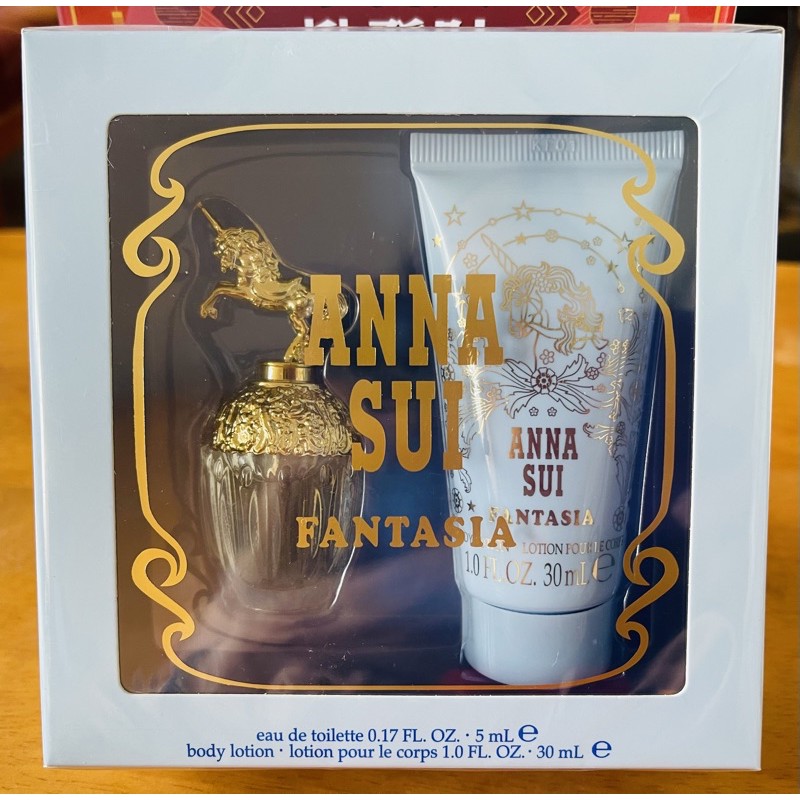 ANNA
SUI
FANTASIA
ANNA
SUI
FANTASIA
LOTION POUR LE CORPS
1.0 FL. OZ. 30 mL e
eau de toilette 0.17 FL. OZ. · 5 mL e
body lotion · lotion pour le corps 1.0 FL. OZ. · 30 mL e